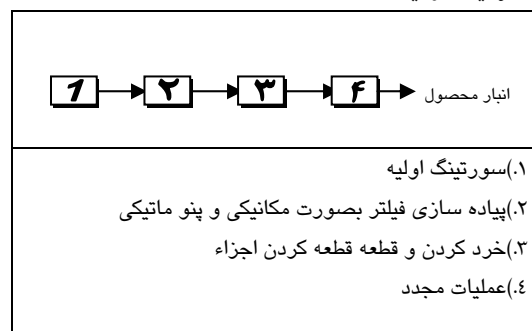 ۱ ۲ ۳ ۴ انبار محصول
۱.)سورتینگ اولیه
۲.)پیاده سازی فیلتر بصورت مکانیکی و پنو ماتیکی
۳.)خرد کردن و قطعه قطعه کردن اجزاء
٤.)عملیات مجدد